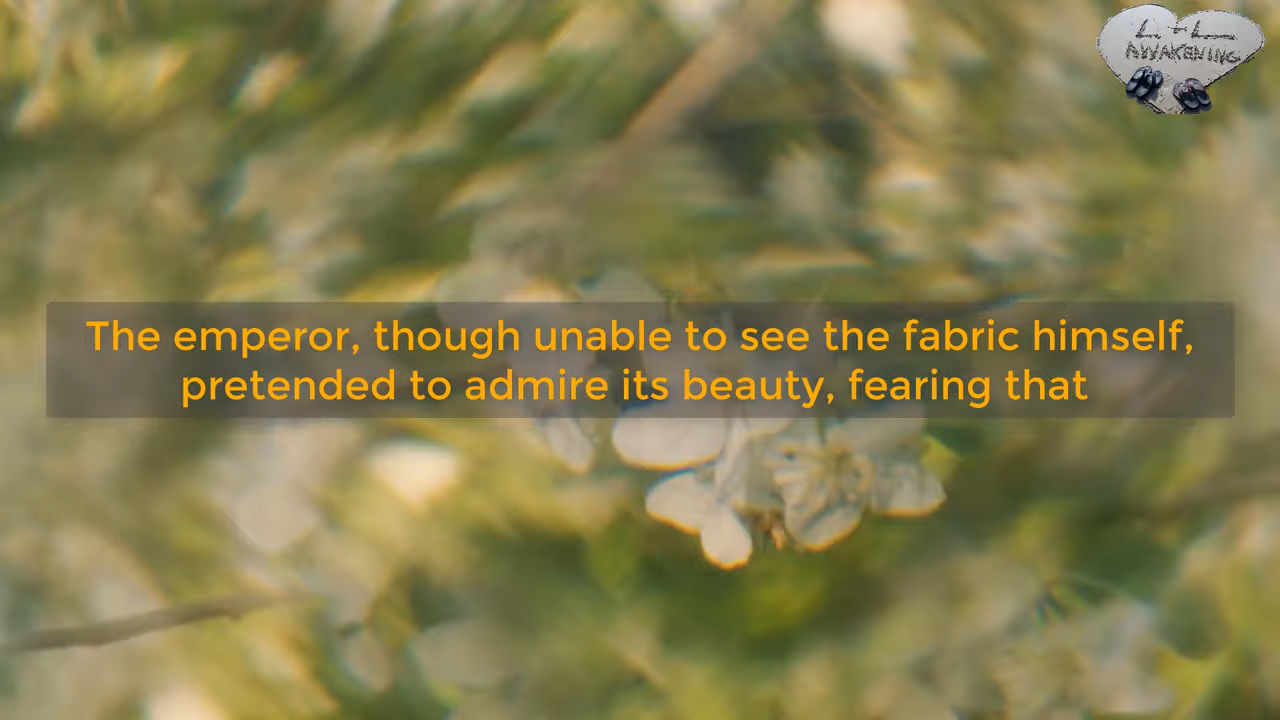 L + L
AWAKENING
The emperor, though unable to see the fabric himself,
pretended to admire its beauty, fearing that